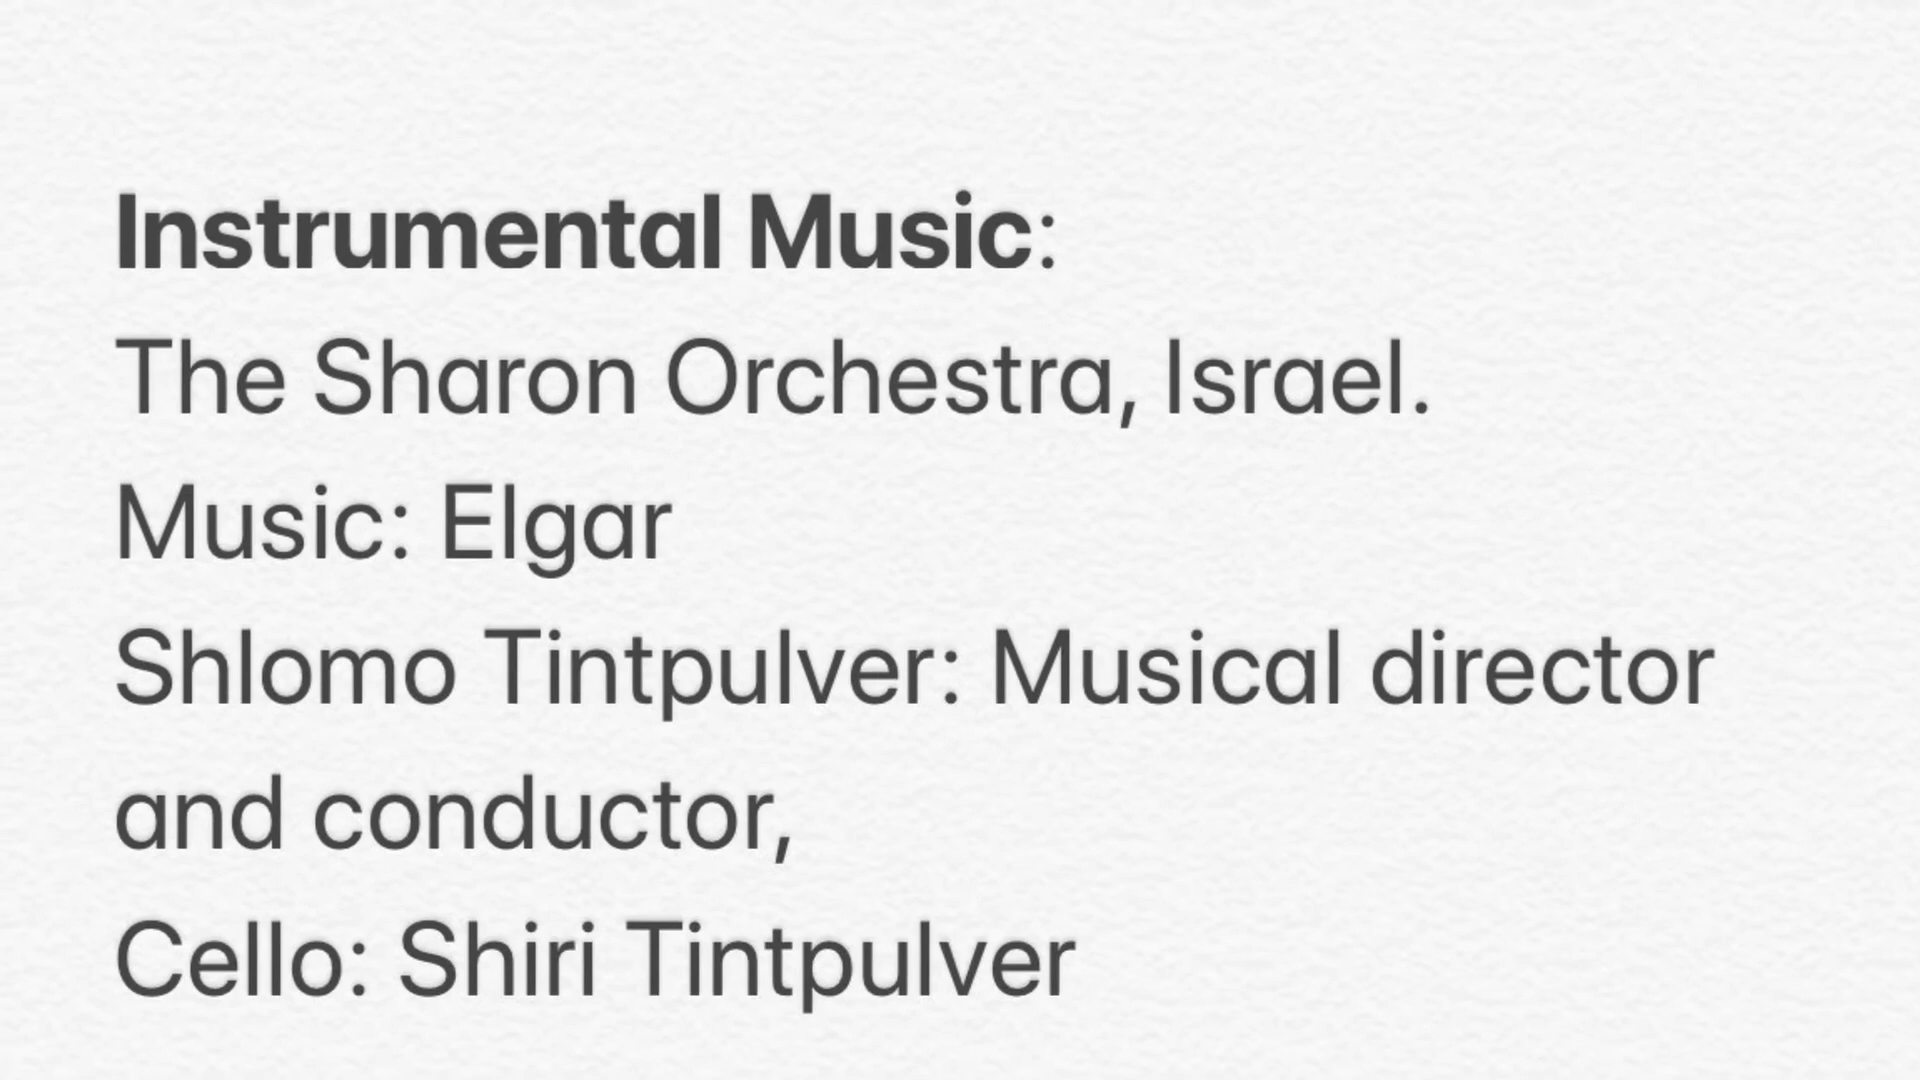 Instrumental Music:
The Sharon Orchestra, Israel.
Music: Elgar
Shlomo Tintpulver: Musical director
and conductor,
Cello: Shiri Tintpulver